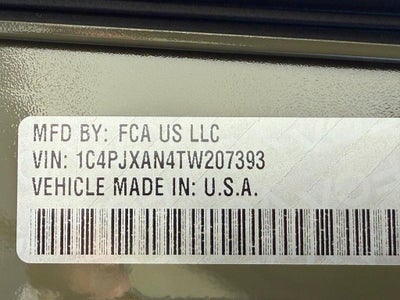 MFD BY: FCA US LLC
VIN: 1C4PJXAN4TW207393
VEHICLE MADE IN: U.S.A.